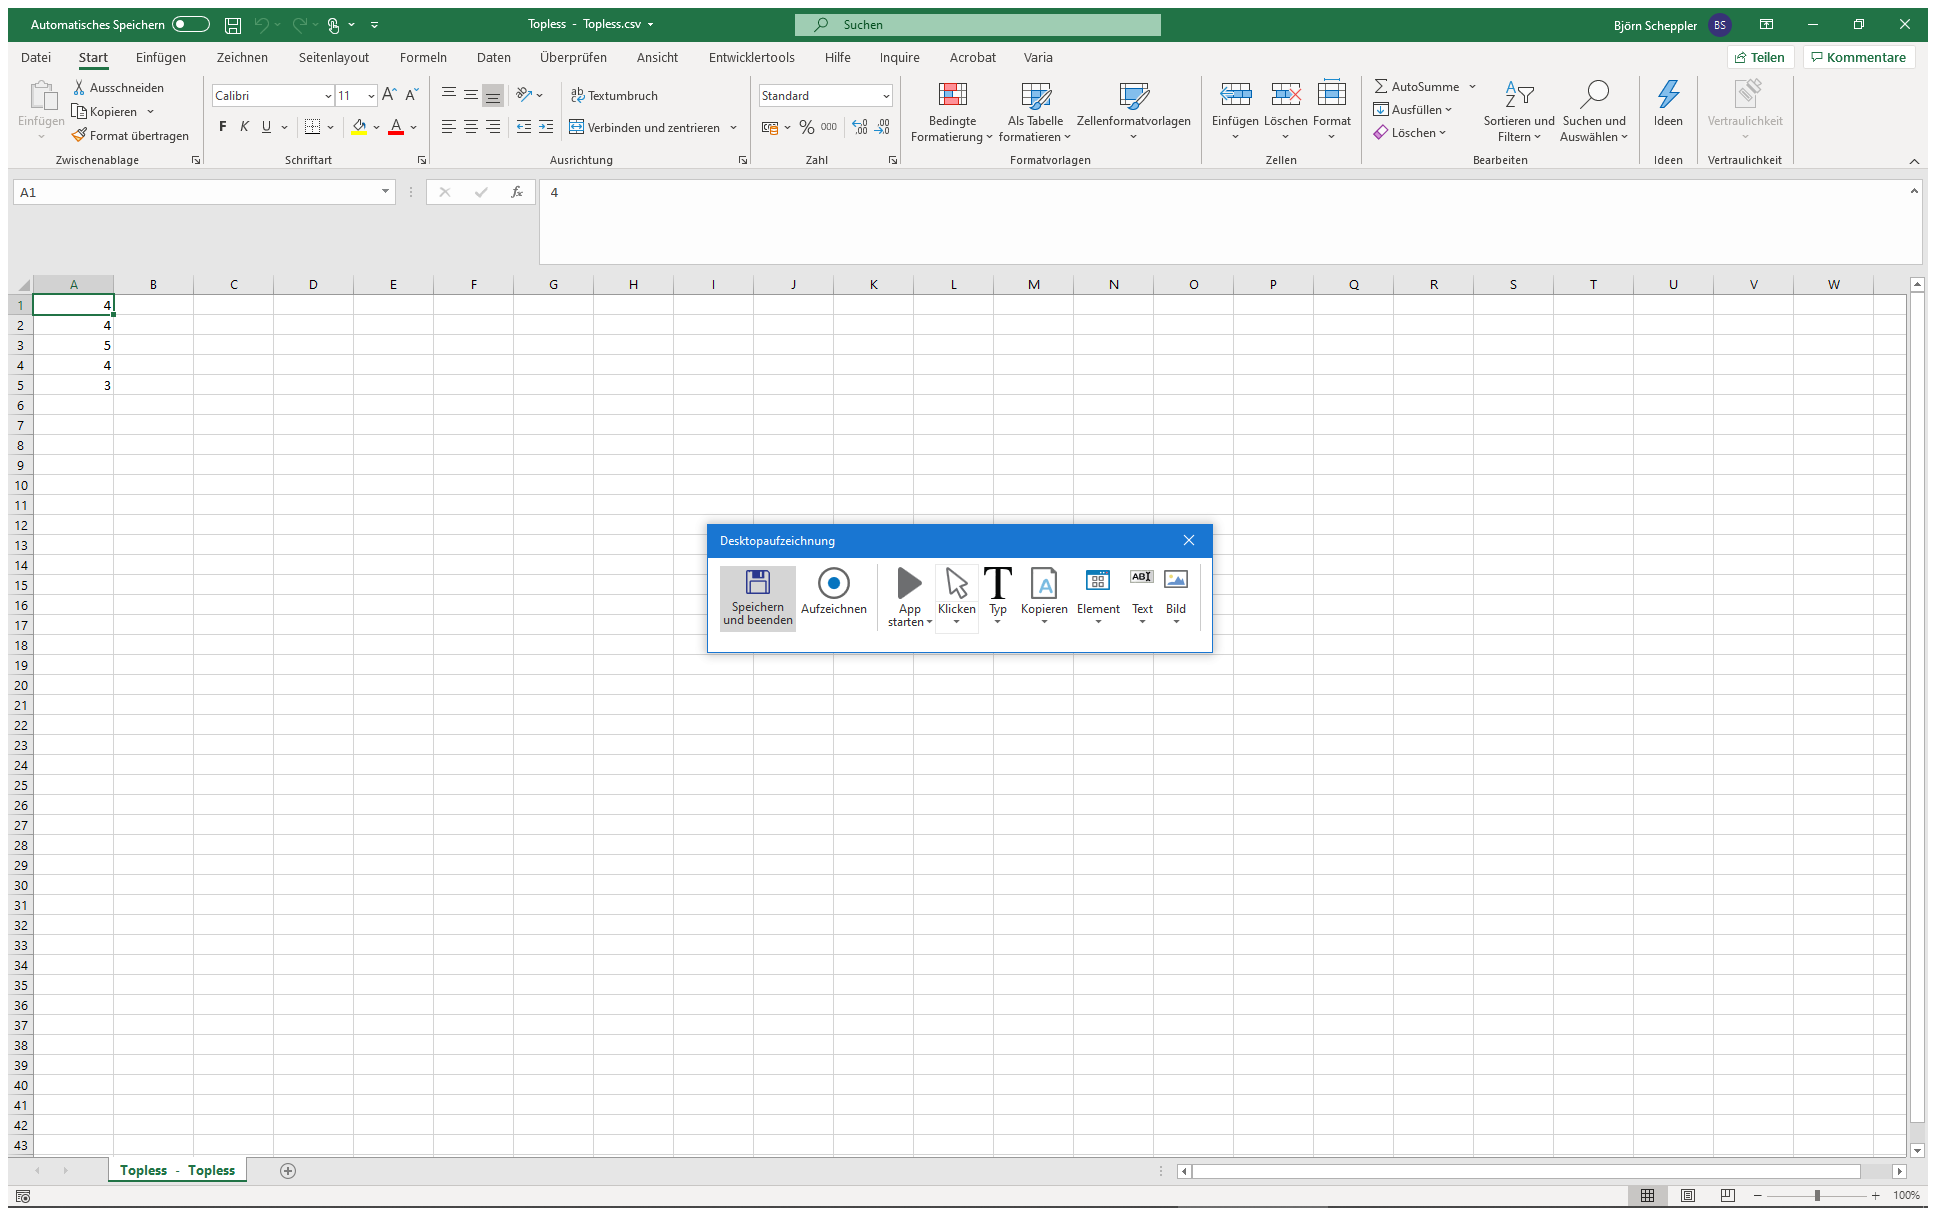 Automatisches Speichern
Topless - Topless.csv
Suchen
Björn Scheppler BS
Datei Start Einfügen Zeichnen Seitenlayout Formeln Daten Überprüfen Ansicht Entwicklertools Hilfe Inquire Acrobat Varia Teilen Kommentare
Einfügen
Ausschneiden
Kopieren
Format übertragen
Zwischenablage
Calibri 11 A A
F K U A
Schriftart
ab Textumbruch
Verbinden und zentrieren
Ausrichtung
Standard
% 000 ,00 ,00
Zahl
Bedingte
Formatierung
Als Tabelle
formatieren
Zellenformatvorlagen
Formatvorlagen
Einfügen Löschen Format
Zellen
AutoSumme
Ausfüllen
Löschen
Sortieren und
Filtern
Suchen und
Auswählen
Bearbeiten
Ideen
Ideen
Vertraulichkeit
Vertraulichkeit
A1 fx 4
A B C D E F G H I J K L M N O P Q R S T U V W
1 4
2 4
3 5
4 4
5 3
6
7
8
9
10
11
12
13
14
15
16
17
18
19
20
21
22
23
24
25
26
27
28
29
30
31
32
33
34
35
36
37
38
39
40
41
42
43
Desktopaufzeichnung
Speichern
und beenden
Aufzeichnen
App
starten
Klicken
T
Typ
A
Kopieren
Element
ABI
Text
Bild
Topless - Topless
100%